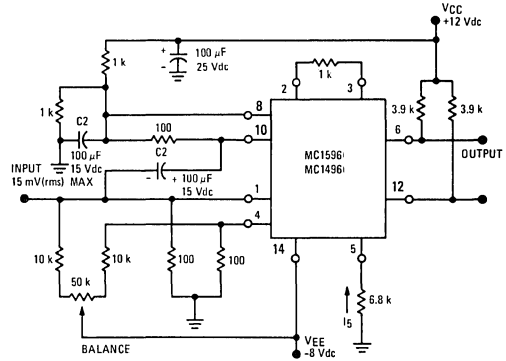 VCC
+12 Vdc
+
100 µF
-
25 Vdc
1 k
1 k
2
3
3.9 k
3.9 k
1 k
8
C2
100
10
6
100 µF
15 Vdc
MAX
C2
MC1596
MC1496
OUTPUT
INPUT
15 mV(rms)
- + 100 µF
15 Vdc
1
12
4
14
5
10 k
10 k
100
100
50 k
6.8 k
I5
BALANCE
VEE
-8 Vdc